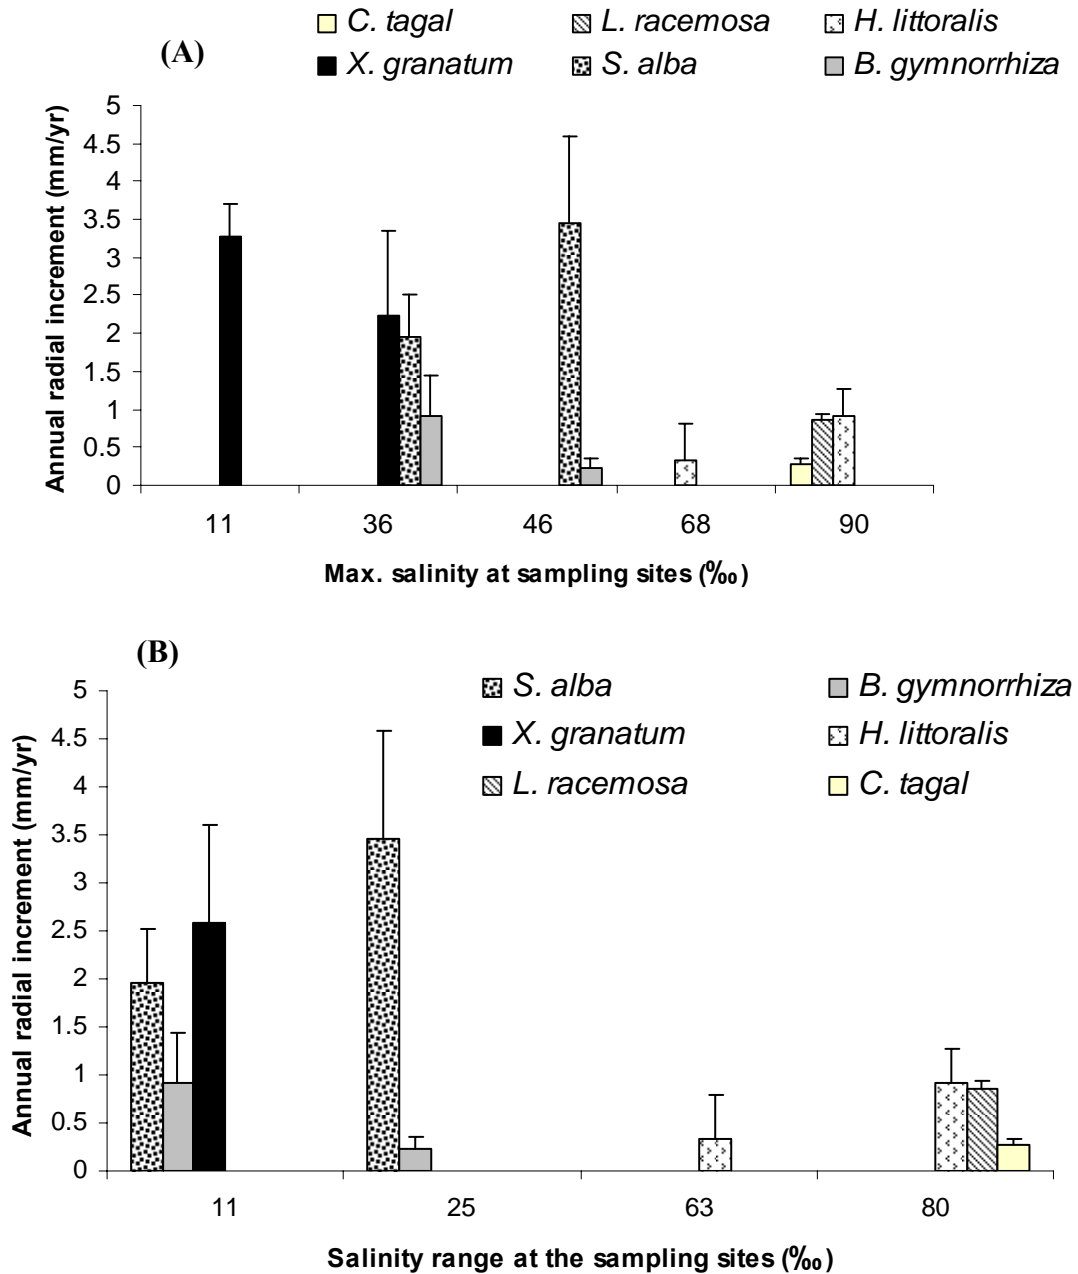 (A)
C. tagal L. racemosa H. littoralis
X. granatum S. alba B. gymnorrhiza
Annual radial increment (mm/yr)
5
4.5
4
3.5
3
2.5
2
1.5
1
0.5
0
11 36 46 68 90
Max. salinity at sampling sites (‰)
(B)
S. alba B. gymnorrhiza
X. granatum H. littoralis
L. racemosa C. tagal
Annual radial increment (mm/yr)
5
4.5
4
3.5
3
2.5
2
1.5
1
0.5
0
11 25 63 80
Salinity range at the sampling sites (‰)